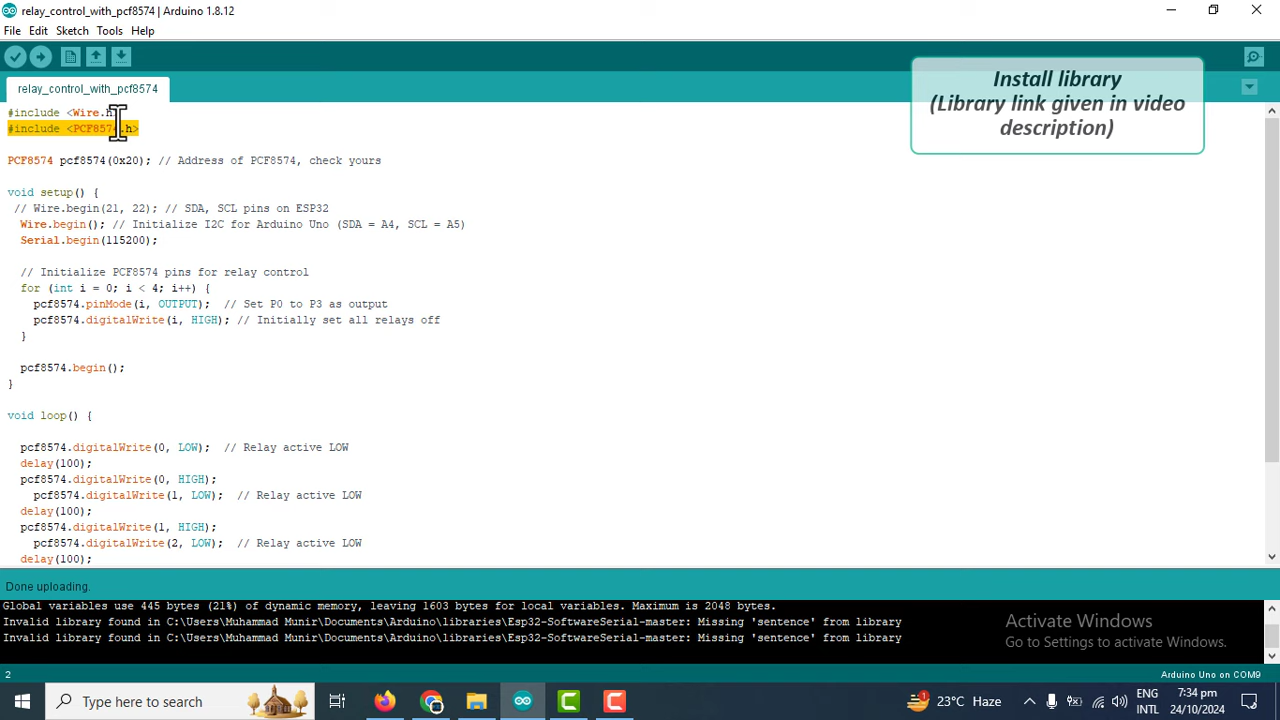 relay_control_with_pcf8574 | Arduino 1.8.12
File Edit Sketch Tools Help
relay_control_with_pcf8574
Install library
(Library link given in video
description)
#include <Wire.h
#include <PCF857 .h>
PCF8574 pcf8574(0x20); // Address of PCF8574, check yours
void setup() {
// Wire.begin(21, 22); // SDA, SCL pins on ESP32
Wire.begin(); // Initialize I2C for Arduino Uno (SDA = A4, SCL = A5)
Serial.begin(115200);
// Initialize PCF8574 pins for relay control
for (int i = 0; i < 4; i++) {
pcf8574.pinMode(i, OUTPUT); // Set P0 to P3 as output
pcf8574.digitalWrite(i, HIGH); // Initially set all relays off
}
pcf8574.begin();
}
void loop() {
pcf8574.digitalWrite(0, LOW); // Relay active LOW
delay(100);
pcf8574.digitalWrite(0, HIGH);
pcf8574.digitalWrite(1, LOW); // Relay active LOW
delay(100);
pcf8574.digitalWrite(1, HIGH);
pcf8574.digitalWrite(2, LOW); // Relay active LOW
delay(100);
Done uploading.
Global variables use 445 bytes (21%) of dynamic memory, leaving 1603 bytes for local variables. Maximum is 2048 bytes.
Invalid library found in C:\Users\Muhammad Munir\Documents\Arduino\libraries\Esp32-SoftwareSerial-master: Missing 'sentence' from library
Invalid library found in C:\Users\Muhammad Munir\Documents\Arduino\libraries\Esp32-SoftwareSerial-master: Missing 'sentence' from library
Activate Windows
Go to Settings to activate Windows.
2
Arduino Uno on COM9
Type here to search
1
23°C Haze
ENG
INTL
7:34 pm
24/10/2024